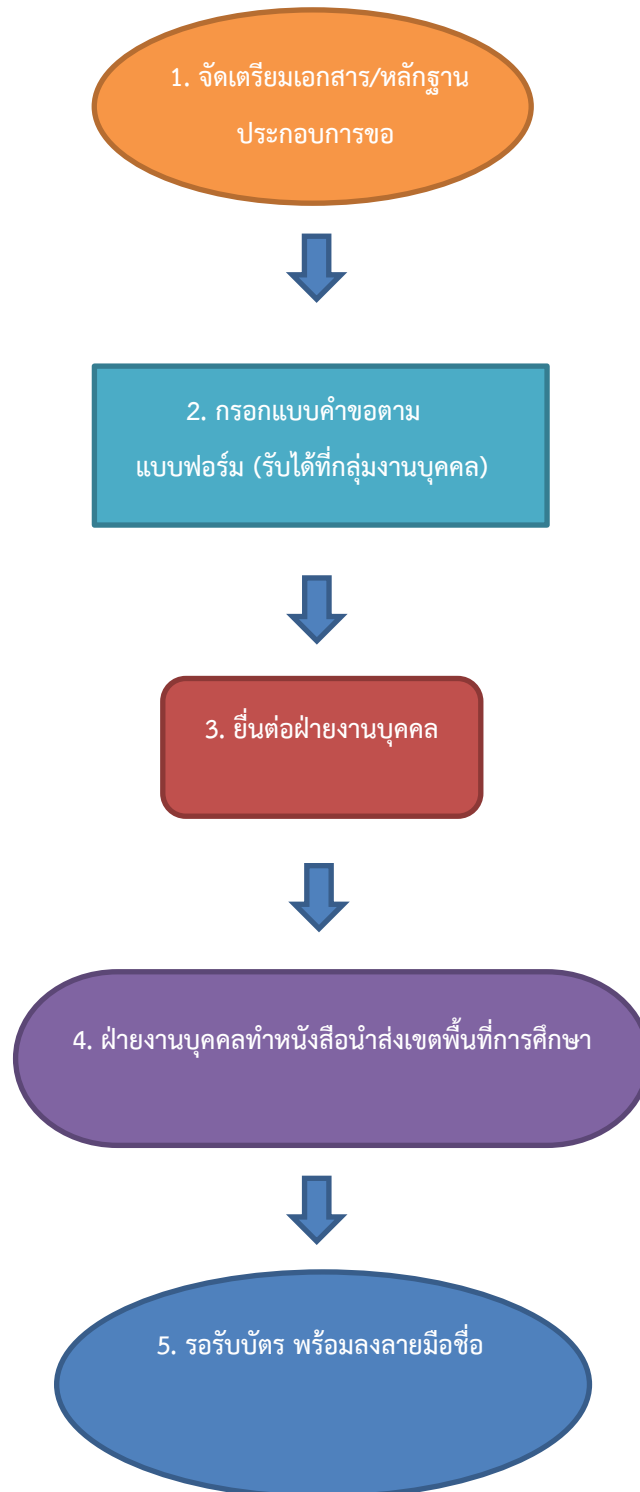 1. จัดเตรียมเอกสาร/หลักฐาน
ประกอบการขอ
2. กรอกแบบคำขอตาม
แบบฟอร์ม (รับได้ที่กลุ่มงานบุคคล)
3. ยื่นต่อฝ่ายงานบุคคล
4. ฝ่ายงานบุคคลทำหนังสือนำส่งเขตพื้นที่การศึกษา
5. รอรับบัตร พร้อมลงลายมือชื่อ